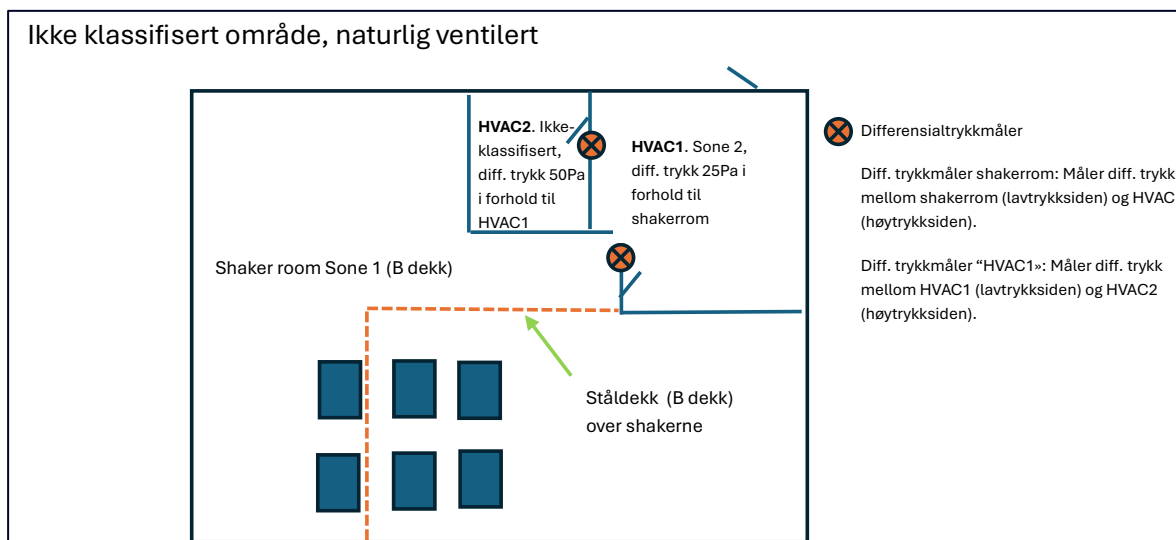 Ikke klassifisert område, naturlig ventilert
HVAC2. Ikke-
klassifisert,
diff. trykk 50Pa
i forhold til
HVAC1
HVAC1. Sone 2,
diff. trykk 25Pa i
forhold til
shakerrom
Differensialtrykkmåler
Diff. trykkmåler shakerrom: Måler diff. trykk
mellom shakerrom (lavtrykksiden) og HVAC
(høytrykksiden).
Diff. trykkmåler “HVAC1»: Måler diff. trykk
mellom HVAC1 (lavtrykksiden) og HVAC2
(høytrykksiden).
Shaker room Sone 1 (B dekk)
Ståldekk (B dekk)
over shakerne